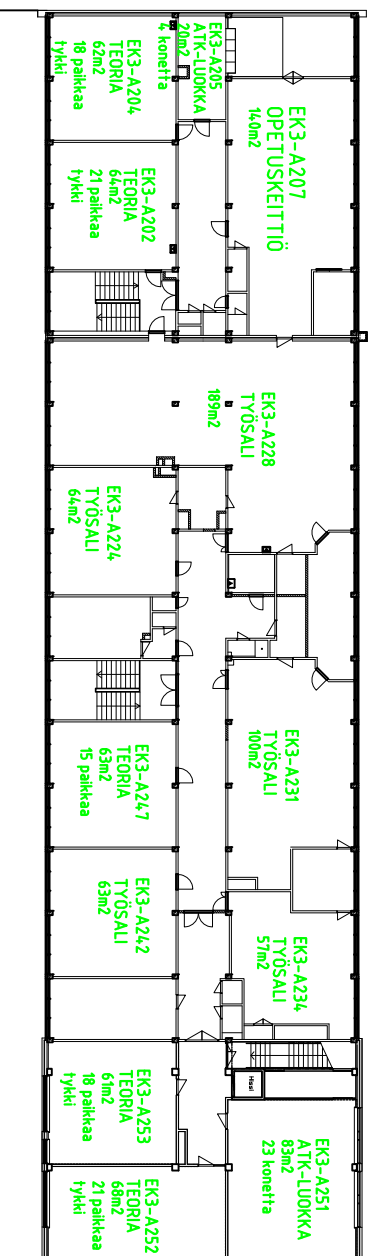 EK3-A204
TEORIA
62m2
18 paikkaa
tykki
EK3-A205
ATK-LUOKKA
20m2
4 konetta
EK3-A207
OPETUSKEITTIÖ
140m2
EK3-A202
TEORIA
64m2
21 paikkaa
tykki
EK3-A228
TYÖSALI
189m2
EK3-A224
TYÖSALI
64m2
EK3-A231
TYÖSALI
100m2
EK3-A247
TEORIA
63m2
15 paikkaa
EK3-A242
TYÖSALI
63m2
EK3-A234
TYÖSALI
57m2
Hissi
EK3-A253
TEORIA
61m2
18 paikkaa
tykki
EK3-A251
ATK-LUOKKA
83m2
23 konetta
EK3-A252
TEORIA
68m2
21 paikkaa
tykki